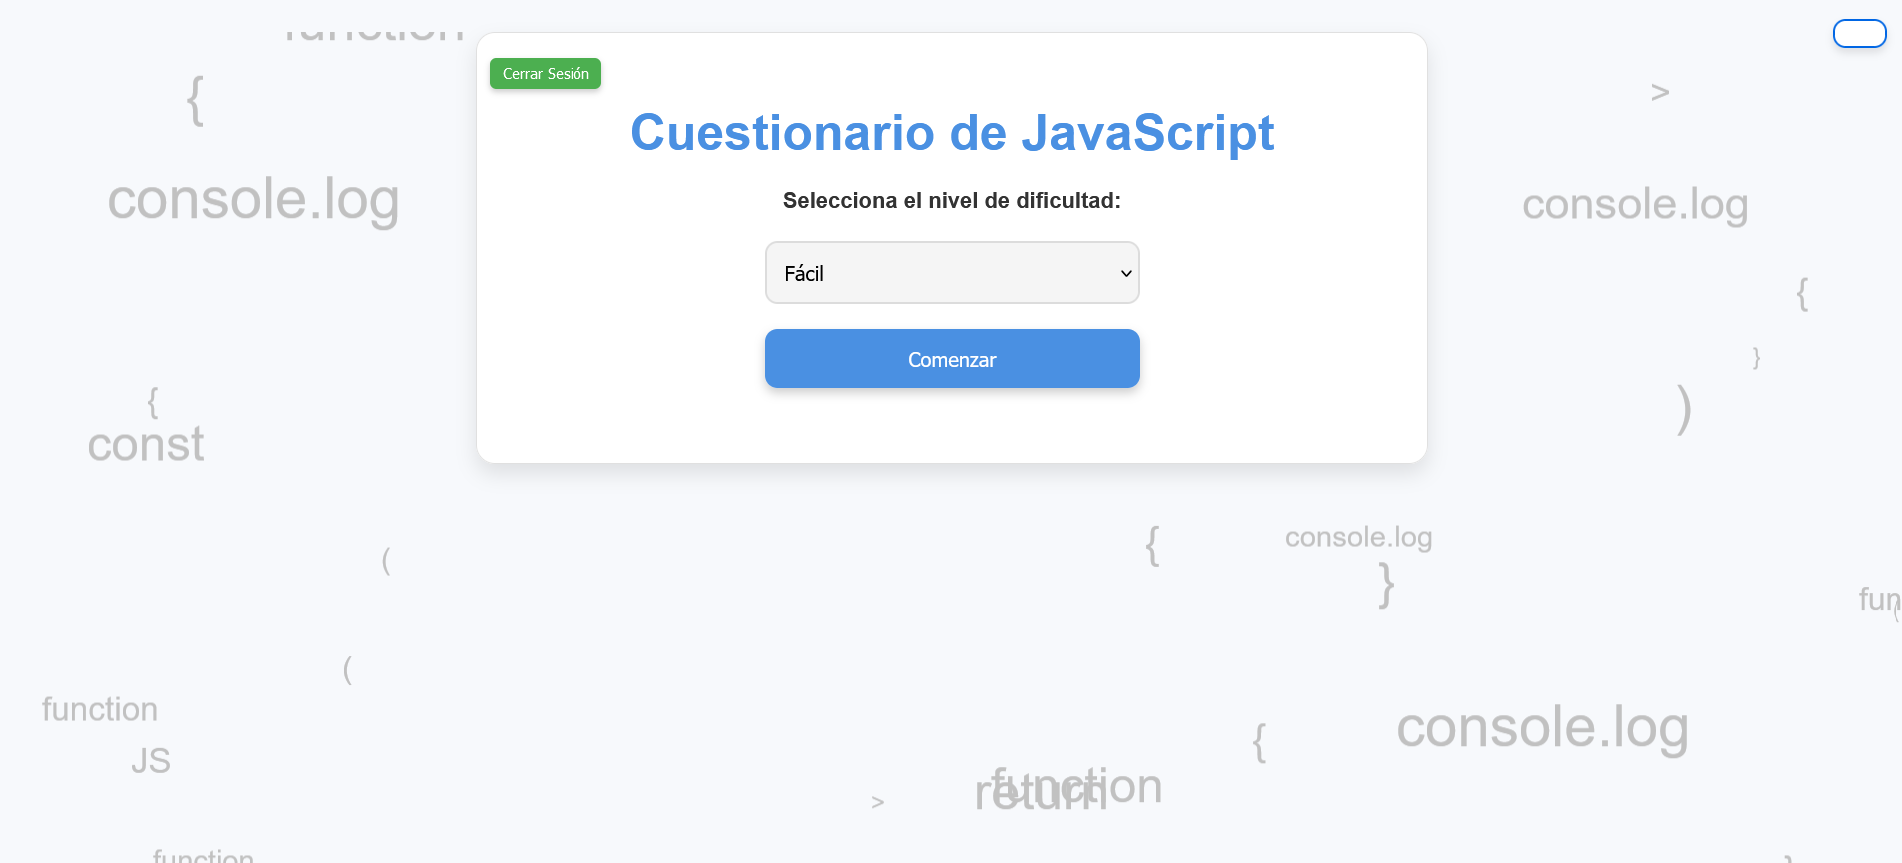 function
Cerrar Sesión
{
>
Cuestionario de JavaScript
console.log
Selecciona el nivel de dificultad:
console.log
Fácil
{
Comenzar
}
{
)
const
{
console.log
(
}
fun
(
(
function
{
console.log
JS
function
return
>
function
}